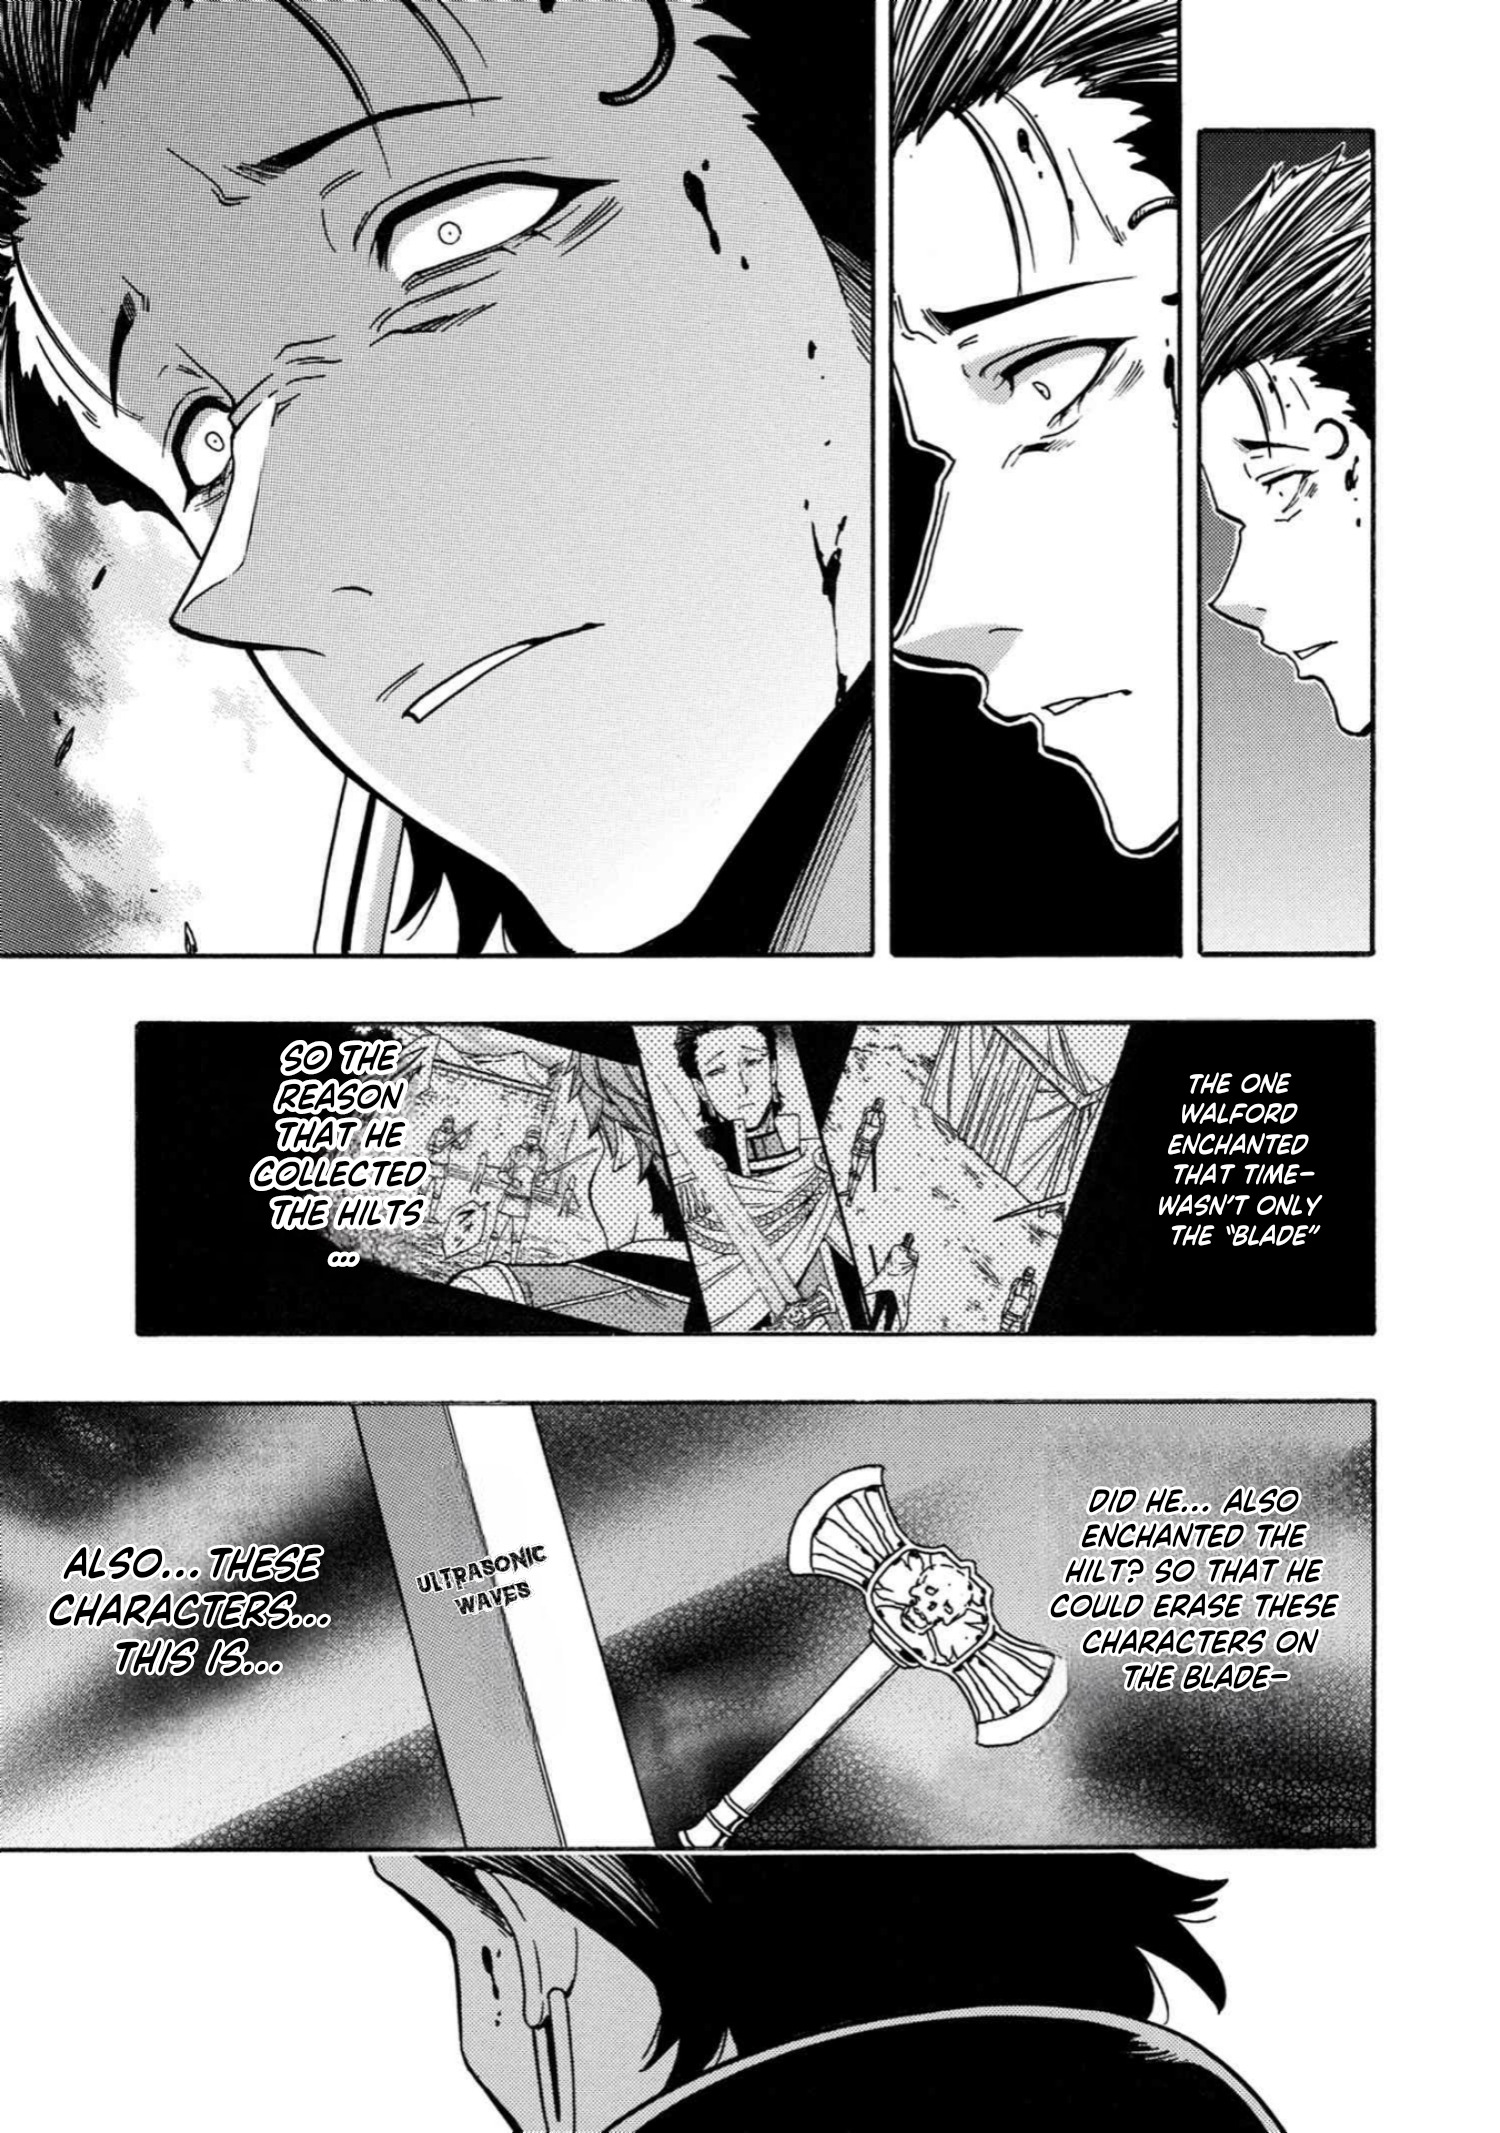 THE ONE
WALFORD
ENCHANTED
THAT TIME-
WASN'T ONLY
THE "BLADE"
SO THE
REASON
THAT HE
COLLECTED
THE HILTS
...
DID HE... ALSO
ENCHANTED THE
HILT? SO THAT HE
COULD ERASE THESE
CHARACTERS ON
THE BLADE-
ULTRASONIC
WAVES
ALSO...THESE
CHARACTERS...
THIS IS...